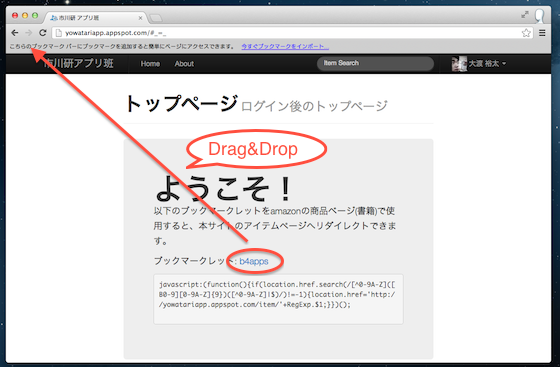 市川研 アプリ班
yowatariapp.appspot.com/#_=_
こちらのブックマーク バーにブックマークを追加すると簡単にページにアクセスできます。 今すぐブックマークをインポート...
市川研アプリ班 Home About Item Search 大渡 裕太
トップページ ログイン後のトップページ
Drag&Drop
ようこそ！
以下のブックマークレットをamazonの商品ページ(書籍)で使
用すると、本サイトのアイテムページへリダイレクトできま
す。
ブックマークレット: b4apps
javascript:(function(){if(location.href.search(/[^0-9A-Z]([
B0-9][0-9A-Z]{9})([^0-9A-Z]|$)/)!=-1){location.href='http:/
/yowatariapp.appspot.com/item/'+RegExp.$1;}})();